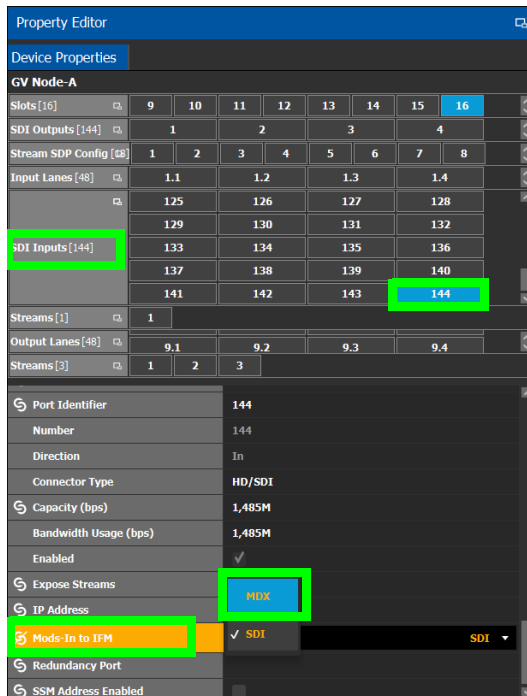 Property Editor
Device Properties
GV Node-A
Slots [16] 9 10 11 12 13 14 15 16
SDI Outputs [144] 1 2 3 4
Stream SDP Config [18] 1 2 3 4 5 6 7 8
Input Lanes [48] 1.1 1.2 1.3 1.4
125 126 127 128
129 130 131 132
SDI Inputs [144] 133 134 135 136
137 138 139 140
141 142 143 144
Streams [1] 1
Output Lanes [48] 9.1 9.2 9.3 9.4
Streams [3] 1 2 3
Port Identifier 144
Number 144
Direction In
Connector Type HD/SDI
Capacity (bps) 1,485M
Bandwidth Usage (bps) 1,485M
Enabled ✓
Expose Streams
MDX
IP Address
Mods-In to IFM ✓ SDI SDI
Redundancy Port
SSM Address Enabled